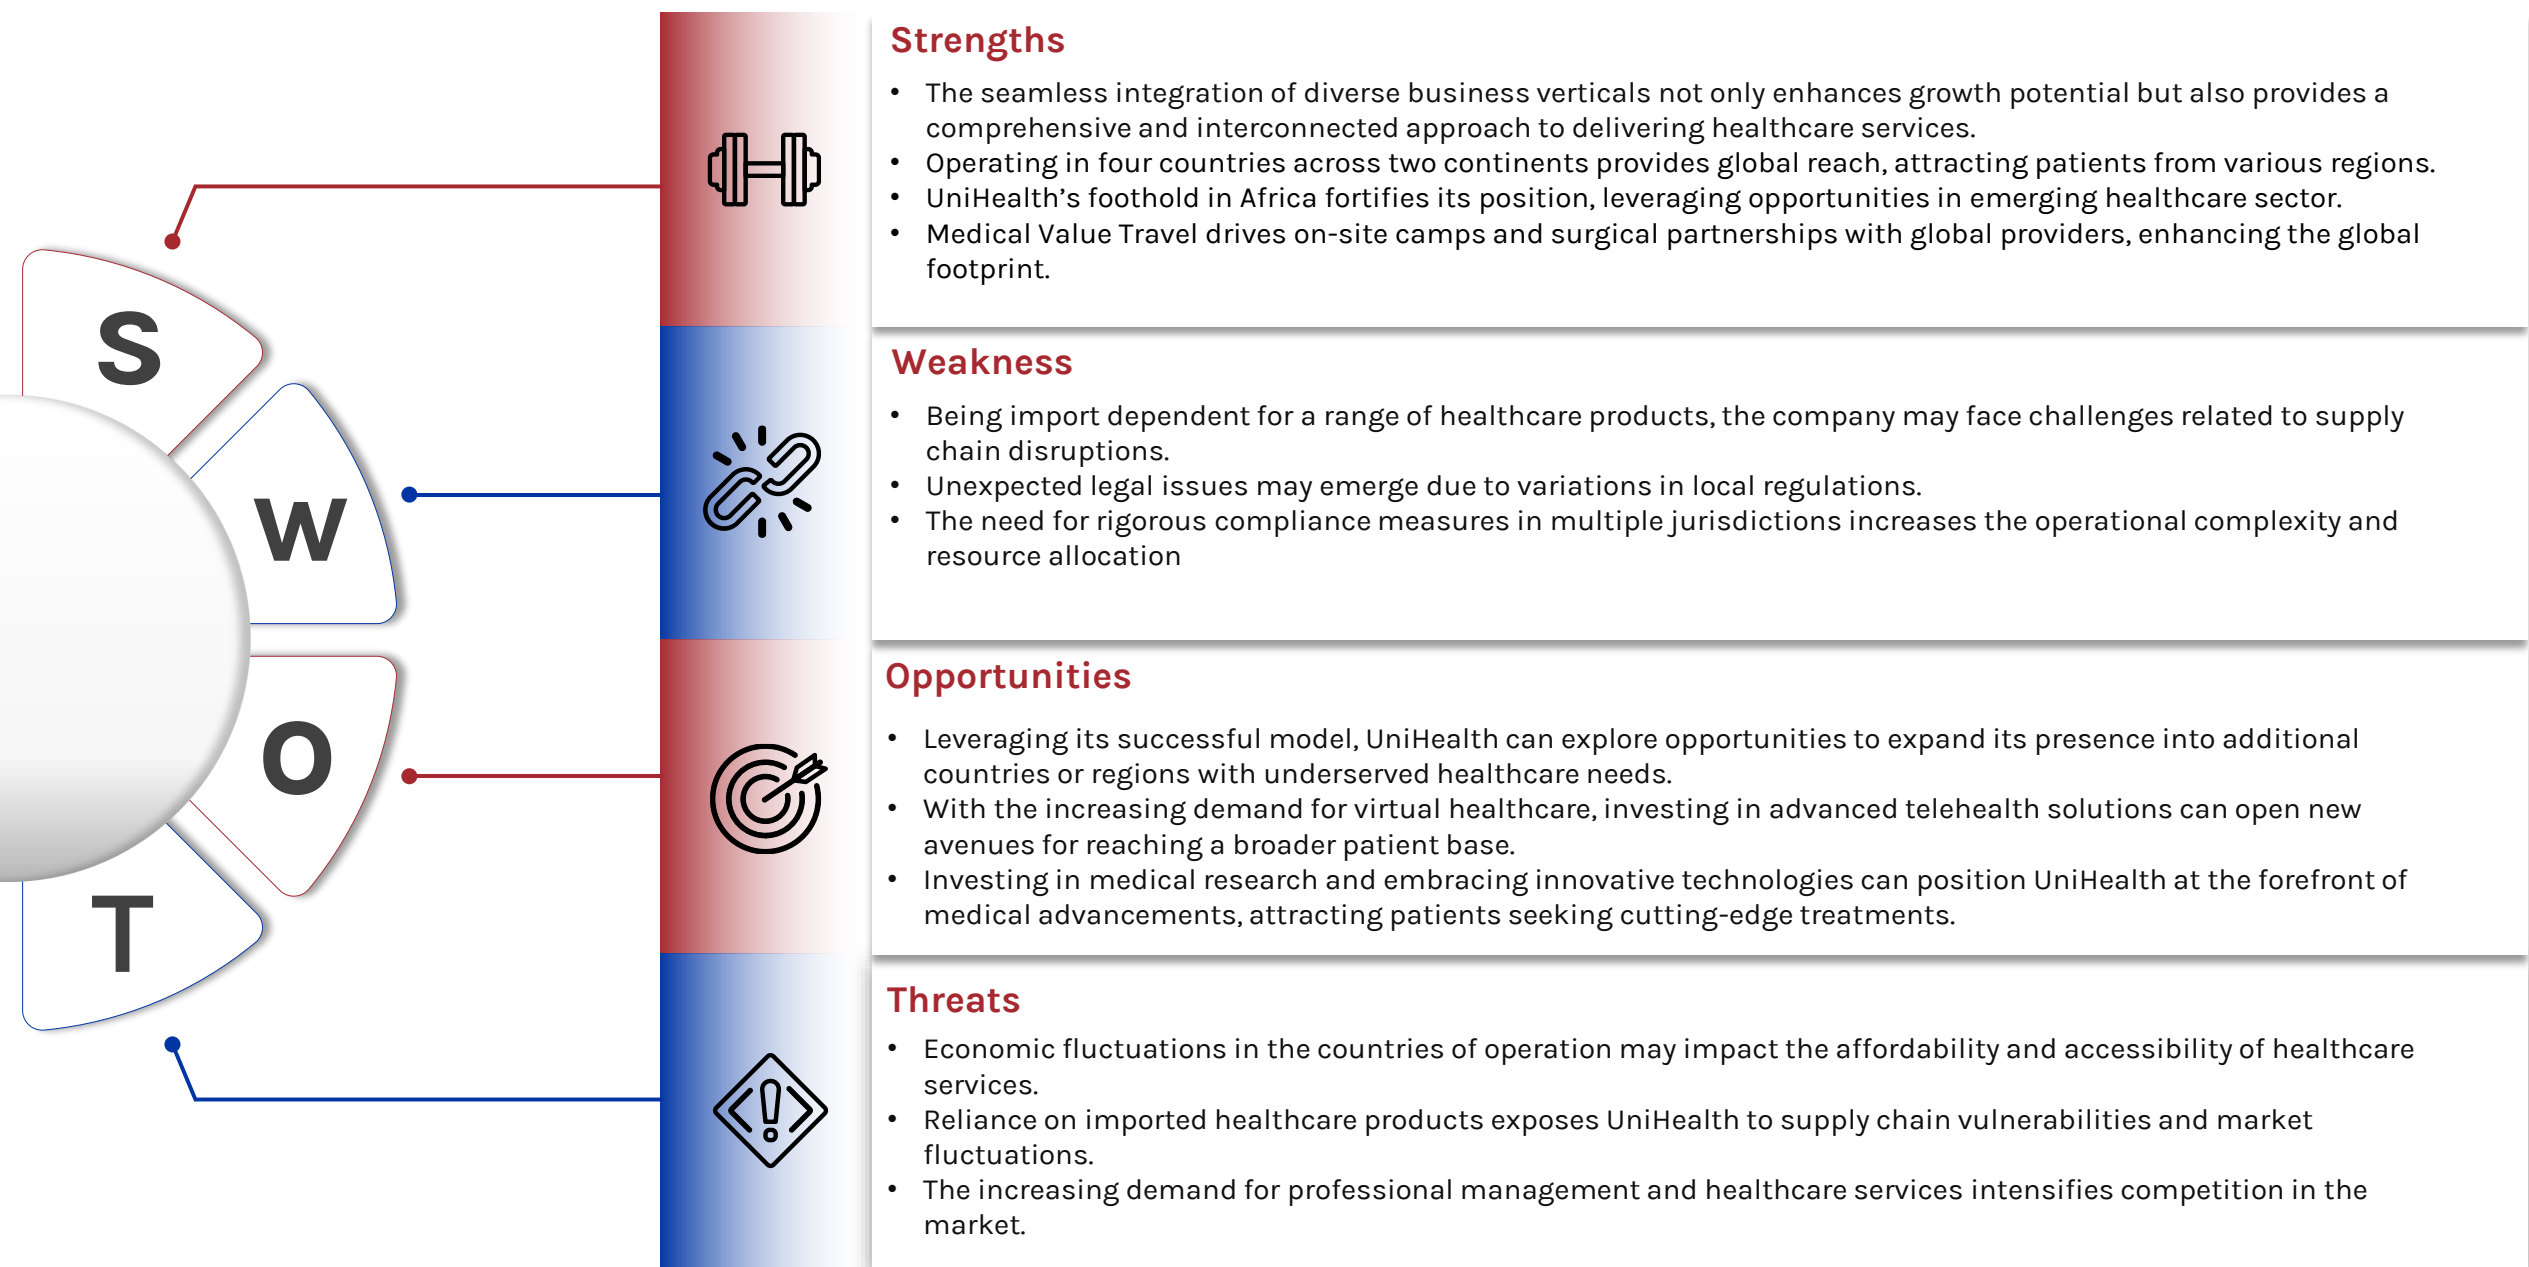 S
W
O
T
Strengths
• The seamless integration of diverse business verticals not only enhances growth potential but also provides a
comprehensive and interconnected approach to delivering healthcare services.
• Operating in four countries across two continents provides global reach, attracting patients from various regions.
• UniHealth’s foothold in Africa fortifies its position, leveraging opportunities in emerging healthcare sector.
• Medical Value Travel drives on-site camps and surgical partnerships with global providers, enhancing the global
footprint.
Weakness
• Being import dependent for a range of healthcare products, the company may face challenges related to supply
chain disruptions.
• Unexpected legal issues may emerge due to variations in local regulations.
• The need for rigorous compliance measures in multiple jurisdictions increases the operational complexity and
resource allocation
Opportunities
• Leveraging its successful model, UniHealth can explore opportunities to expand its presence into additional
countries or regions with underserved healthcare needs.
• With the increasing demand for virtual healthcare, investing in advanced telehealth solutions can open new
avenues for reaching a broader patient base.
• Investing in medical research and embracing innovative technologies can position UniHealth at the forefront of
medical advancements, attracting patients seeking cutting-edge treatments.
Threats
• Economic fluctuations in the countries of operation may impact the affordability and accessibility of healthcare
services.
• Reliance on imported healthcare products exposes UniHealth to supply chain vulnerabilities and market
fluctuations.
• The increasing demand for professional management and healthcare services intensifies competition in the
market.